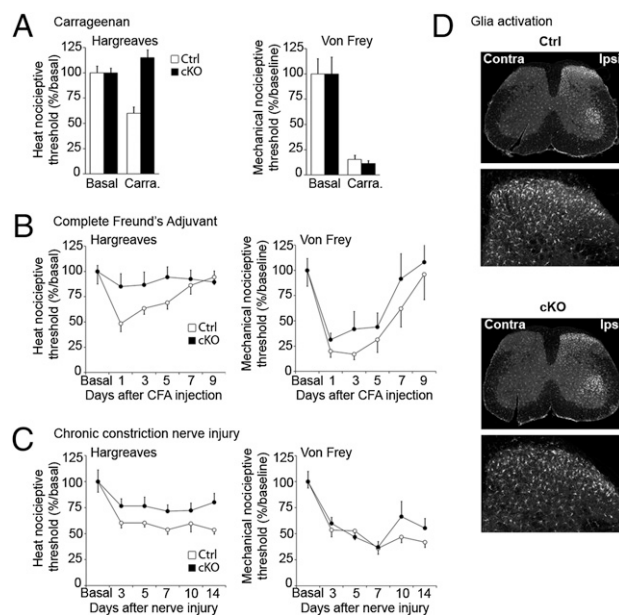 A
Carrageenan
Hargreaves
Heat nociceptive
threshold (%/basal)
125
100
75
50
25
0
Basal Carra.
Ctrl
cKO
Von Frey
Mechanical nociceptive
threshold (%/baseline)
125
100
75
50
25
0
Basal Carra.
B
Complete Freund's Adjuvant
Hargreaves
Heat nociceptive
threshold (%/basal)
125
100
75
50
25
0
Ctrl
cKO
Basal 1 3 5 7 9
Days after CFA injection
Von Frey
Mechanical nociceptive
threshold (%/baseline)
125
100
75
50
25
0
Basal 1 3 5 7 9
Days after CFA injection
C
Chronic constriction nerve injury
Hargreaves
Heat nociceptive
threshold (%/basal)
125
100
75
50
25
0
Ctrl
cKO
Basal 3 5 7 10 14
Days after nerve injury
Von Frey
Mechanical nociceptive
threshold (%/baseline)
125
100
75
50
25
0
Basal 3 5 7 10 14
Days after nerve injury
D
Glia activation
Ctrl
Contra Ipsi
cKO
Contra Ipsi